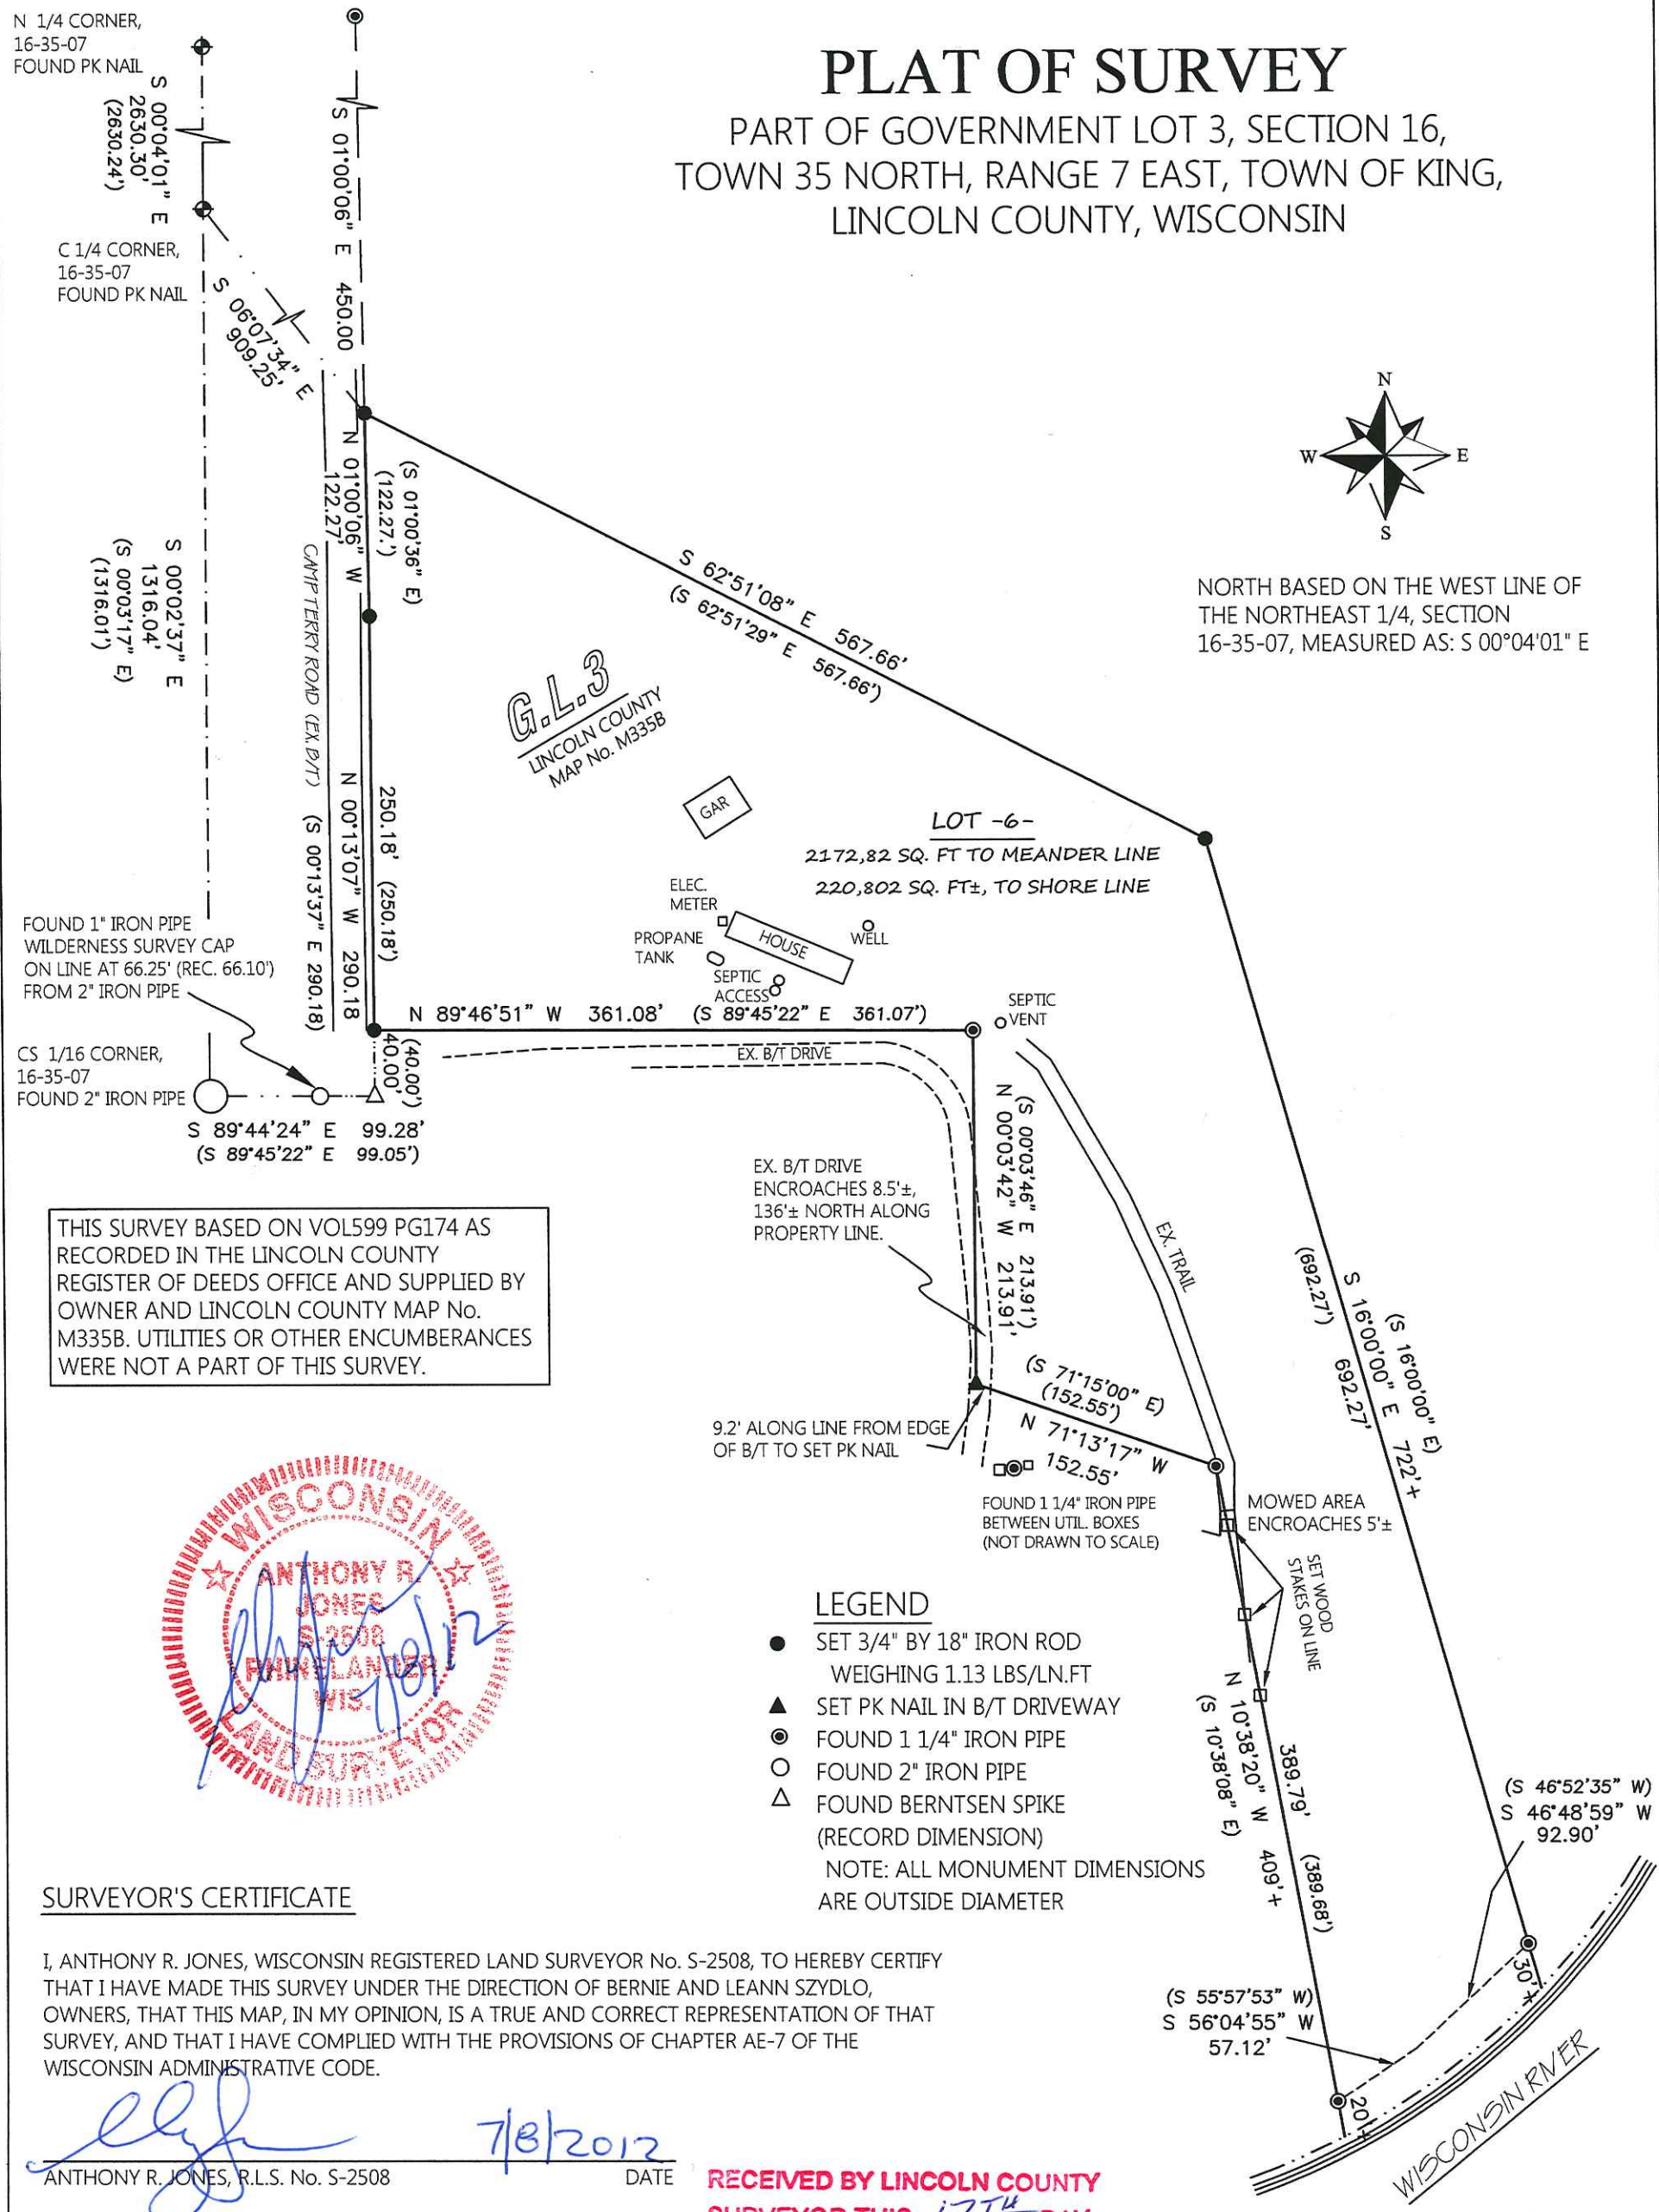 N 1/4 CORNER,
16-35-07
FOUND PK NAIL
S 00°04'01" E
2630.30'
(2630.24')
C 1/4 CORNER,
16-35-07
FOUND PK NAIL
S 01°00'06" E 450.00
S 06°07'34" E
909.25'
PLAT OF SURVEY
PART OF GOVERNMENT LOT 3, SECTION 16,
TOWN 35 NORTH, RANGE 7 EAST, TOWN OF KING,
LINCOLN COUNTY, WISCONSIN
N
W
E
S
NORTH BASED ON THE WEST LINE OF
THE NORTHEAST 1/4, SECTION
16-35-07, MEASURED AS: S 00°04'01" E
(S 01°00'36" E)
(122.27.')
N 01°00'06" W
122.27'
S 00°02'37" E
1316.04'
(S 00°03'17" E)
(1316.01')
CAMP TERRY ROAD (EX.B/T)
S 62°51'08" E 567.66'
(S 62°51'29" E 567.66')
G.L.3
LINCOLN COUNTY
MAP No. M335B
250.18' (250.18')
N 00°13'07" W 290.18
(S 00°13'37" E 290.18)
GAR
LOT -6-
2172,82 SQ. FT TO MEANDER LINE
220,802 SQ. FT±, TO SHORE LINE
ELEC.
METER
HOUSE
WELL
PROPANE
TANK
SEPTIC
ACCESS
SEPTIC
VENT
FOUND 1" IRON PIPE
WILDERNESS SURVEY CAP
ON LINE AT 66.25' (REC. 66.10')
FROM 2" IRON PIPE
N 89°46'51" W 361.08' (S 89°45'22" E 361.07')
(40.00')
40.00'
EX. B/T DRIVE
CS 1/16 CORNER,
16-35-07
FOUND 2" IRON PIPE
S 89°44'24" E 99.28'
(S 89°45'22" E 99.05')
(S 00°03'46" E 213.91')
N 00°03'42" W 213.91'
EX. B/T DRIVE
ENCROACHES 8.5'±,
136'± NORTH ALONG
PROPERTY LINE.
EX. TRAIL
THIS SURVEY BASED ON VOL599 PG174 AS
RECORDED IN THE LINCOLN COUNTY
REGISTER OF DEEDS OFFICE AND SUPPLIED BY
OWNER AND LINCOLN COUNTY MAP No.
M335B. UTILITIES OR OTHER ENCUMBERANCES
WERE NOT A PART OF THIS SURVEY.
(S 16°00'00" E)
S 16°00'00" E 722'+
(692.27') 692.27'
(S 71°15'00" E)
(152.55')
N 71°13'17" W
152.55'
9.2' ALONG LINE FROM EDGE
OF B/T TO SET PK NAIL
FOUND 1 1/4" IRON PIPE
BETWEEN UTIL. BOXES
(NOT DRAWN TO SCALE)
MOWED AREA
ENCROACHES 5'±
SET WOOD
STAKES ON LINE
WISCONSIN
ANTHONY R.
JONES
S-2508
RHINELANDER
WIS.
LAND SURVEYOR
7/8/12
LEGEND
SET 3/4" BY 18" IRON ROD
WEIGHING 1.13 LBS/LN.FT
SET PK NAIL IN B/T DRIVEWAY
FOUND 1 1/4" IRON PIPE
FOUND 2" IRON PIPE
FOUND BERNTSEN SPIKE
(RECORD DIMENSION)
NOTE: ALL MONUMENT DIMENSIONS
ARE OUTSIDE DIAMETER
389.79' (389.68')
N 10°38'20" W 409'+
(S 10°38'08" E)
(S 46°52'35" W)
S 46°48'59" W
92.90'
30'±
(S 55°57'53" W)
S 56°04'55" W
57.12'
20'±
WISCONSIN RIVER
SURVEYOR'S CERTIFICATE
I, ANTHONY R. JONES, WISCONSIN REGISTERED LAND SURVEYOR No. S-2508, TO HEREBY CERTIFY
THAT I HAVE MADE THIS SURVEY UNDER THE DIRECTION OF BERNIE AND LEANN SZYDLO,
OWNERS, THAT THIS MAP, IN MY OPINION, IS A TRUE AND CORRECT REPRESENTATION OF THAT
SURVEY, AND THAT I HAVE COMPLIED WITH THE PROVISIONS OF CHAPTER AE-7 OF THE
WISCONSIN ADMINISTRATIVE CODE.
7/8/2012
ANTHONY R. JONES, R.L.S. No. S-2508 DATE
RECEIVED BY LINCOLN COUNTY
SURVEYOR THIS 17TH DAY